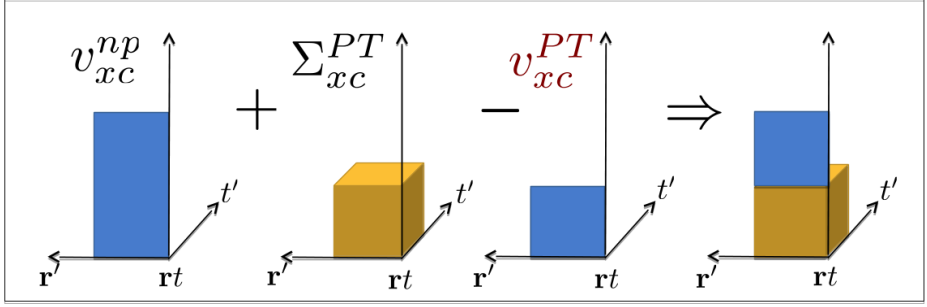 v_{xc}^{np} + Σ_{xc}^{PT} − v_{xc}^{PT} ⇒
t′ t′ t′ t′
r′ rt r′ rt r′ rt r′ rt